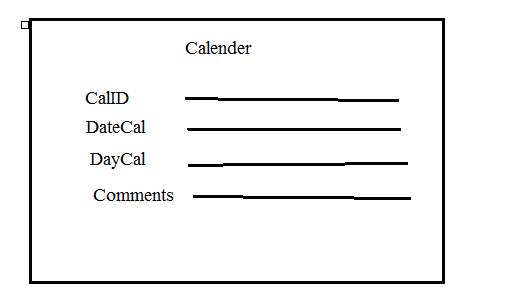 Calender
CalID
DateCal
DayCal
Comments